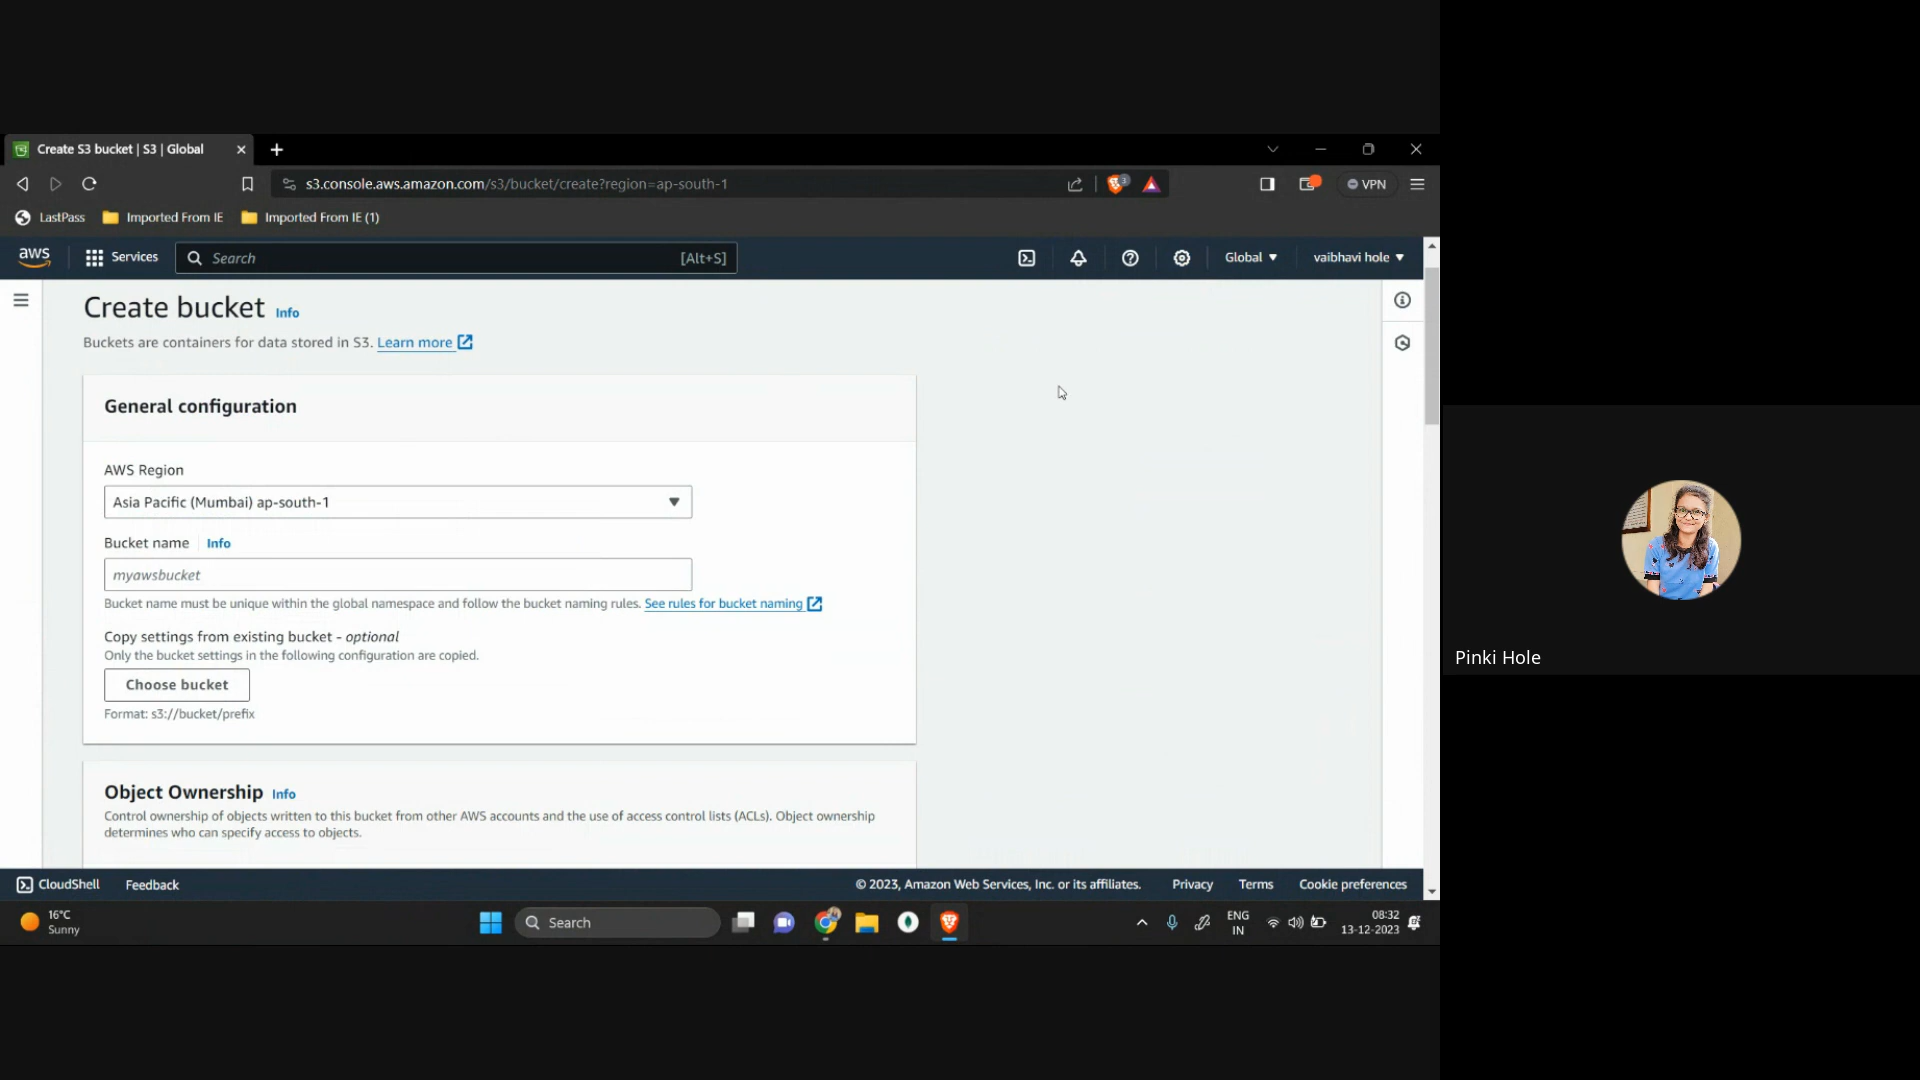 Create S3 bucket | S3 | Global
s3.console.aws.amazon.com/s3/bucket/create?region=ap-south-1
3
VPN
LastPass
Imported From IE
Imported From IE (1)
aws
Services
Search
[Alt+S]
Global
vaibhavi hole
Create bucket Info
Buckets are containers for data stored in S3. Learn more
General configuration
AWS Region
Asia Pacific (Mumbai) ap-south-1
Bucket name Info
myawsbucket
Bucket name must be unique within the global namespace and follow the bucket naming rules. See rules for bucket naming
Copy settings from existing bucket - optional
Only the bucket settings in the following configuration are copied.
Choose bucket
Format: s3://bucket/prefix
Object Ownership Info
Control ownership of objects written to this bucket from other AWS accounts and the use of access control lists (ACLs). Object ownership
determines who can specify access to objects.
CloudShell
Feedback
© 2023, Amazon Web Services, Inc. or its affiliates.
Privacy
Terms
Cookie preferences
16°C
Sunny
Search
ENG
IN
08:32
13-12-2023
Pinki Hole